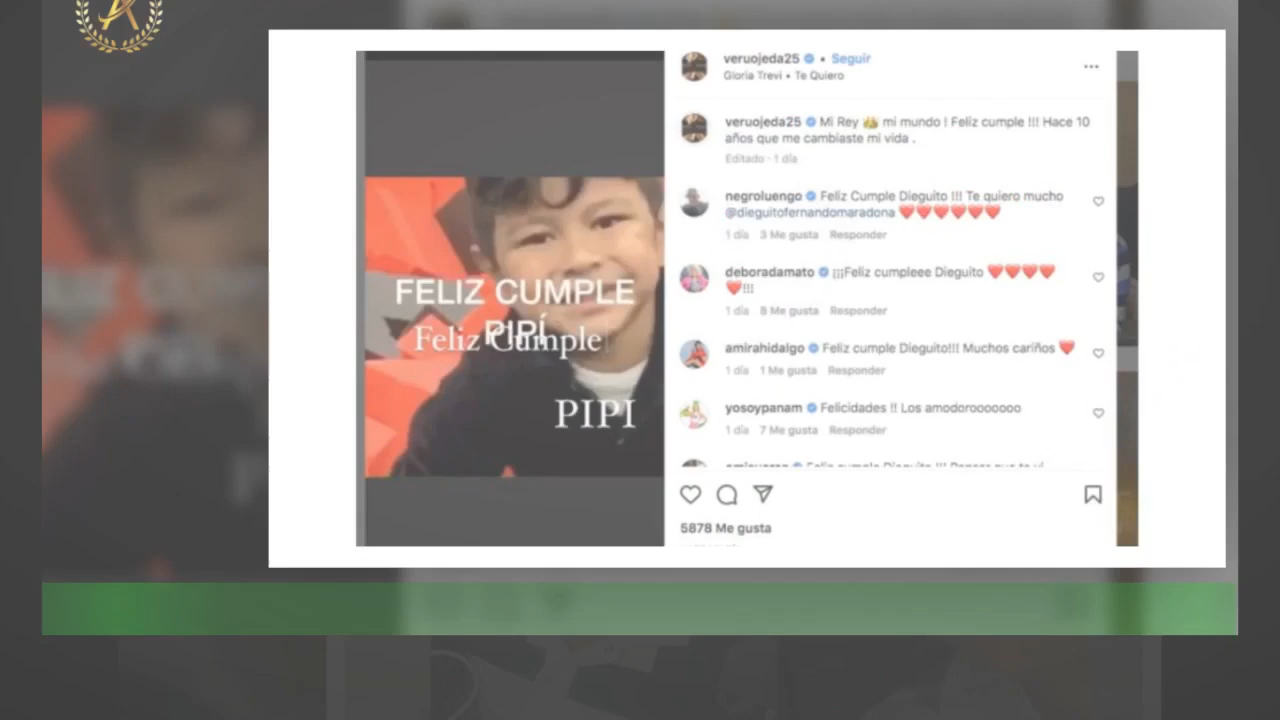 FELIZ CUMPLE
PIPÍ
Feliz Cumple
PIPI
veruojeda25 • Seguir
Gloria Trevi • Te Quiero
veruojeda25 Mi Rey 👑 mi mundo ! Feliz cumple !!! Hace 10
años que me cambiaste mi vida .
Editado · 1 día
negroluengo Feliz Cumple Dieguito !!! Te quiero mucho
@dieguitofernandomaradona ❤️❤️❤️❤️❤️❤️
1 día 3 Me gusta Responder
deboradamato ¡¡¡Feliz cumpleee Dieguito ❤️❤️❤️❤️
❤️!!!
1 día 8 Me gusta Responder
amirahidalgo Feliz cumple Dieguito!!! Muchos cariños ❤️
1 día 1 Me gusta Responder
yosoypanam Felicidades !! Los amodorooooooo
1 día 7 Me gusta Responder
5878 Me gusta